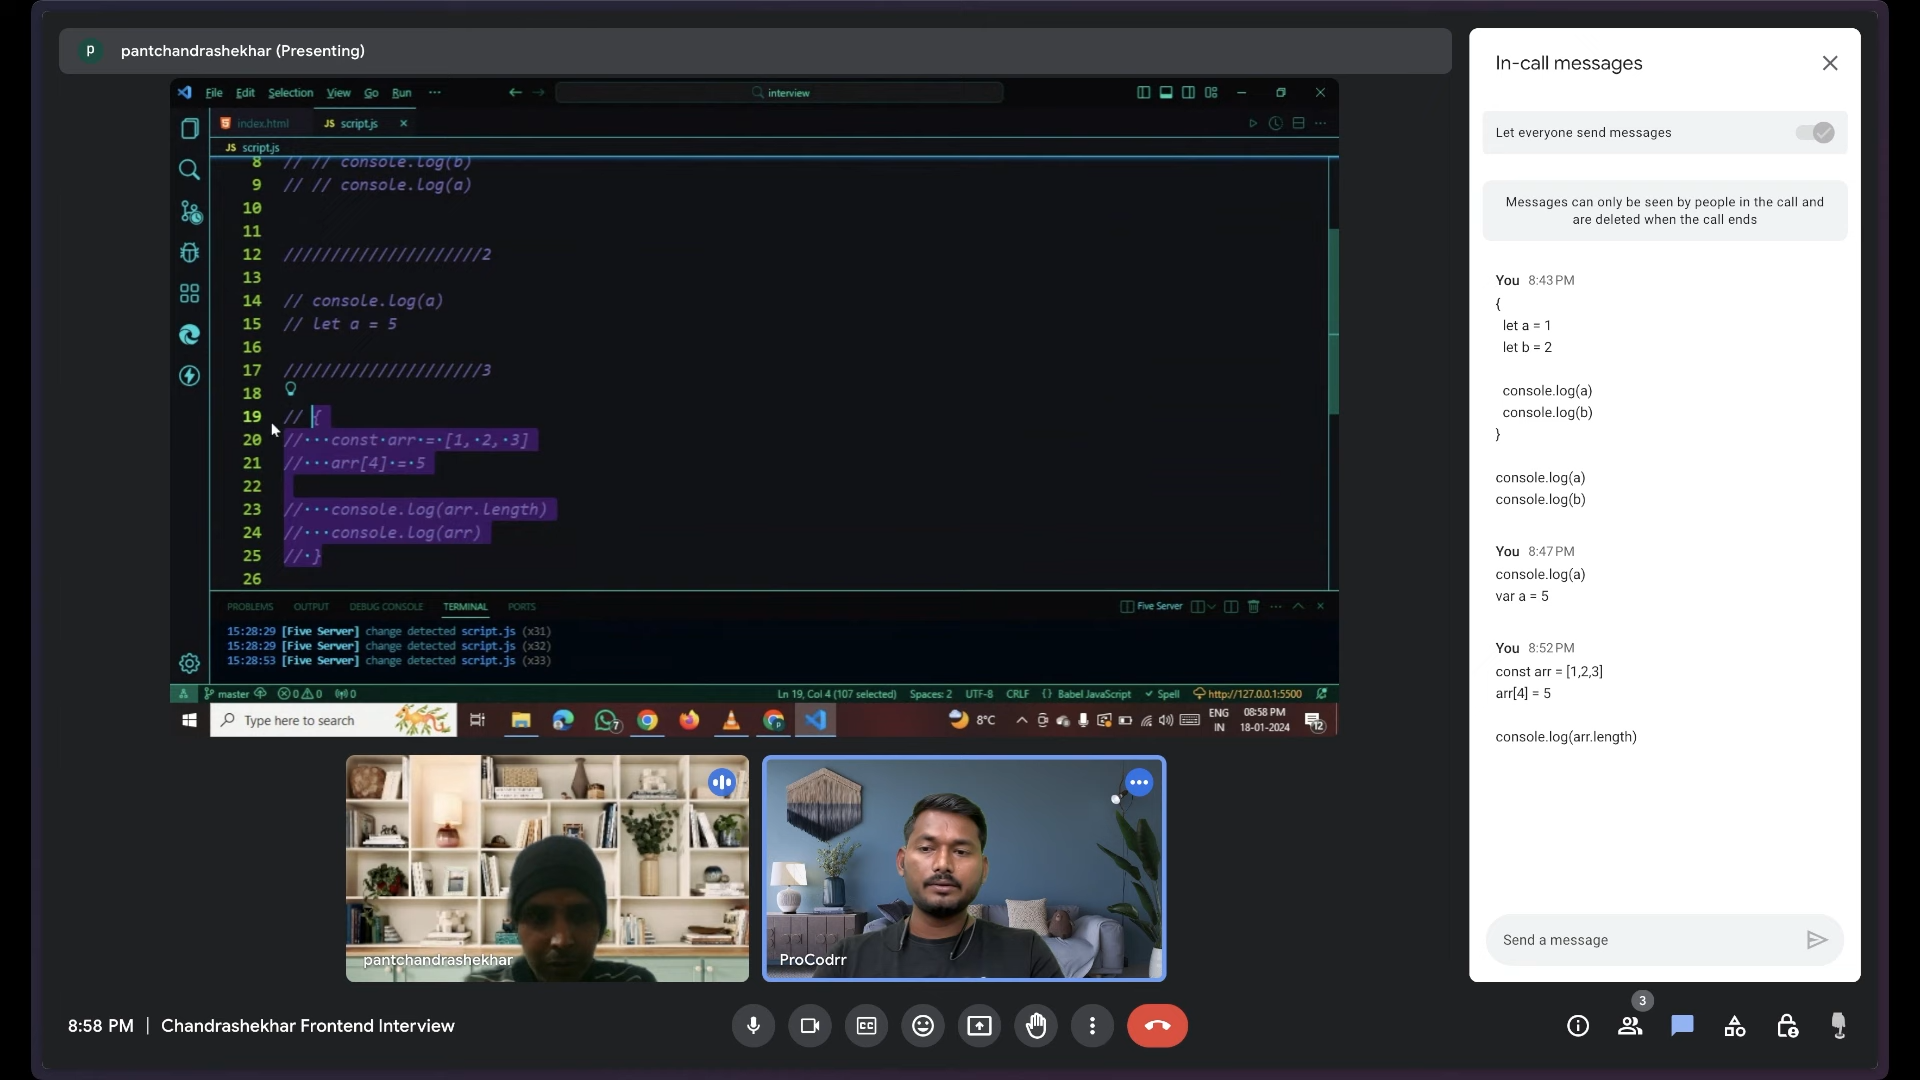 p pantchandrashekhar (Presenting)
File Edit Selection View Go Run ··· interview
index.html JS script.js
JS script.js
8 // // console.log(b)
9 // // console.log(a)
10
11
12 /////////////////////2
13
14 // console.log(a)
15 // let a = 5
16
17 /////////////////////3
18
19 // {
20 //···const·arr·=·[1,·2,·3]
21 //···arr[4]·=·5
22
23 //···console.log(arr.length)
24 //···console.log(arr)
25 //·}
26
PROBLEMS OUTPUT DEBUG CONSOLE TERMINAL PORTS Five Server
15:28:29 [Five Server] change detected script.js (x31)
15:28:29 [Five Server] change detected script.js (x32)
15:28:53 [Five Server] change detected script.js (x33)
master 0 0 0 Ln 19, Col 4 (107 selected) Spaces: 2 UTF-8 CRLF {} Babel JavaScript Spell http://127.0.0.1:5500
Type here to search 7 8°C ENG IN 08:58 PM 18-01-2024 12
pantchandrashekhar
ProCodrr
8:58 PM | Chandrashekhar Frontend Interview
CC
3
In-call messages
Let everyone send messages
Messages can only be seen by people in the call and
are deleted when the call ends
You 8:43 PM
{
let a = 1
let b = 2
console.log(a)
console.log(b)
}
console.log(a)
console.log(b)
You 8:47 PM
console.log(a)
var a = 5
You 8:52 PM
const arr = [1,2,3]
arr[4] = 5
console.log(arr.length)
Send a message